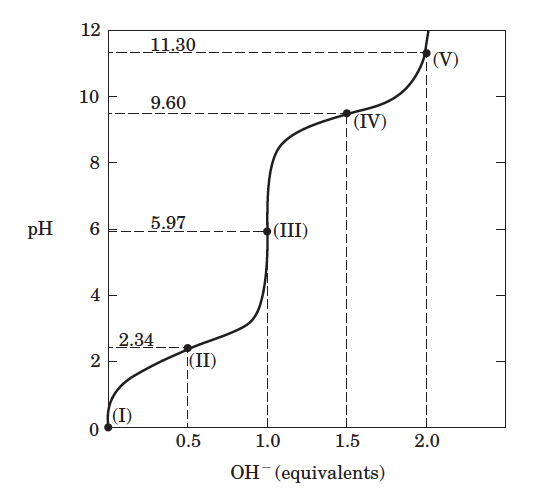 12
11.30
(V)
10
9.60
(IV)
8
pH
6
5.97
(III)
4
2.34
2
(II)
(I)
0
0.5 1.0 1.5 2.0
OH⁻ (equivalents)